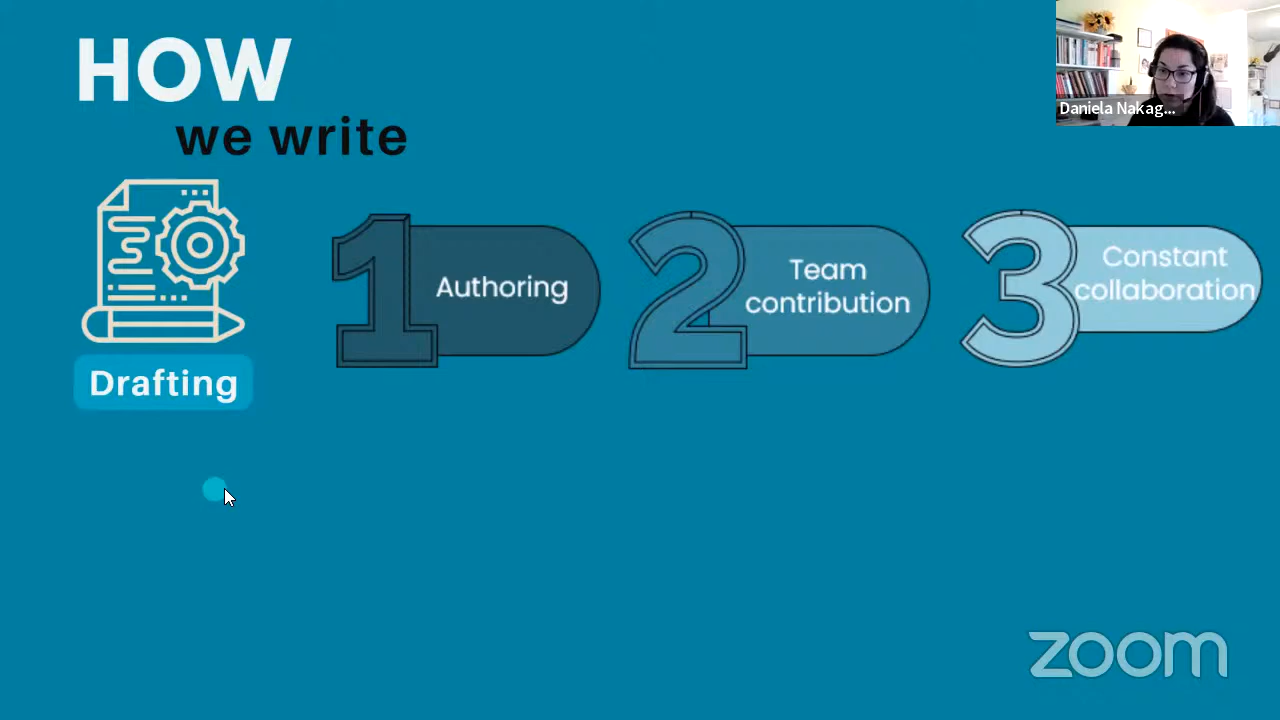 HOW
we write
Daniela Nakag...
1 Authoring
2 Team
contribution
3 Constant
collaboration
Drafting
zoom